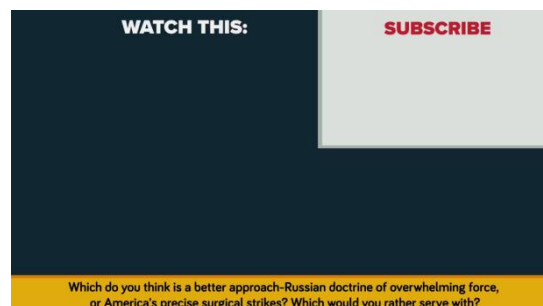 WATCH THIS:
SUBSCRIBE
Which do you think is a better approach-Russian doctrine of overwhelming force,
or America's precise surgical strikes? Which would you rather serve with?